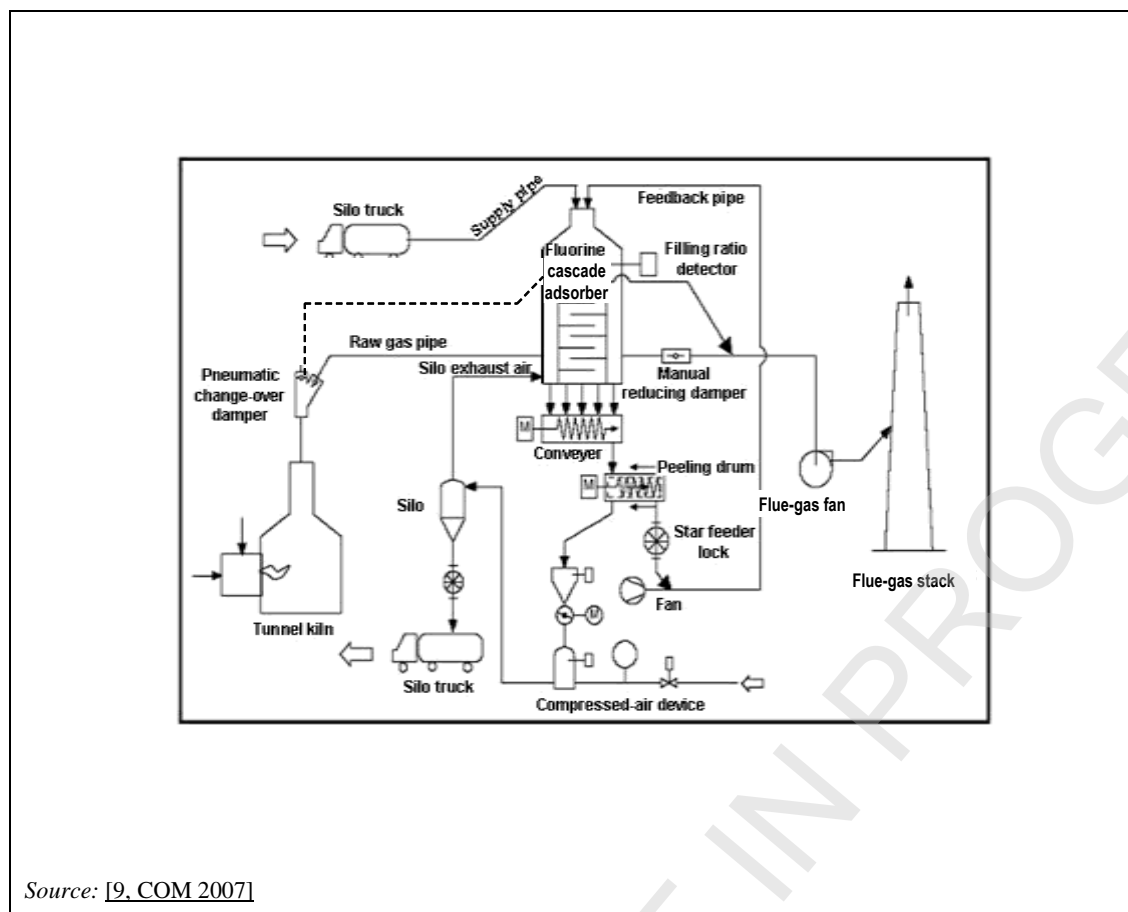 Supply pipe
Feedback pipe
Silo truck
Fluorine
cascade
adsorber
Filling ratio
detector
Raw gas pipe
Silo exhaust air
Pneumatic
change-over
damper
Manual
reducing damper
M
Conveyer
Peeling drum
M
Silo
Flue-gas fan
Star feeder
lock
Flue-gas stack
Fan
M
Tunnel kiln
Silo truck
Compressed-air device
Source: [9, COM 2007]
IN PROGR